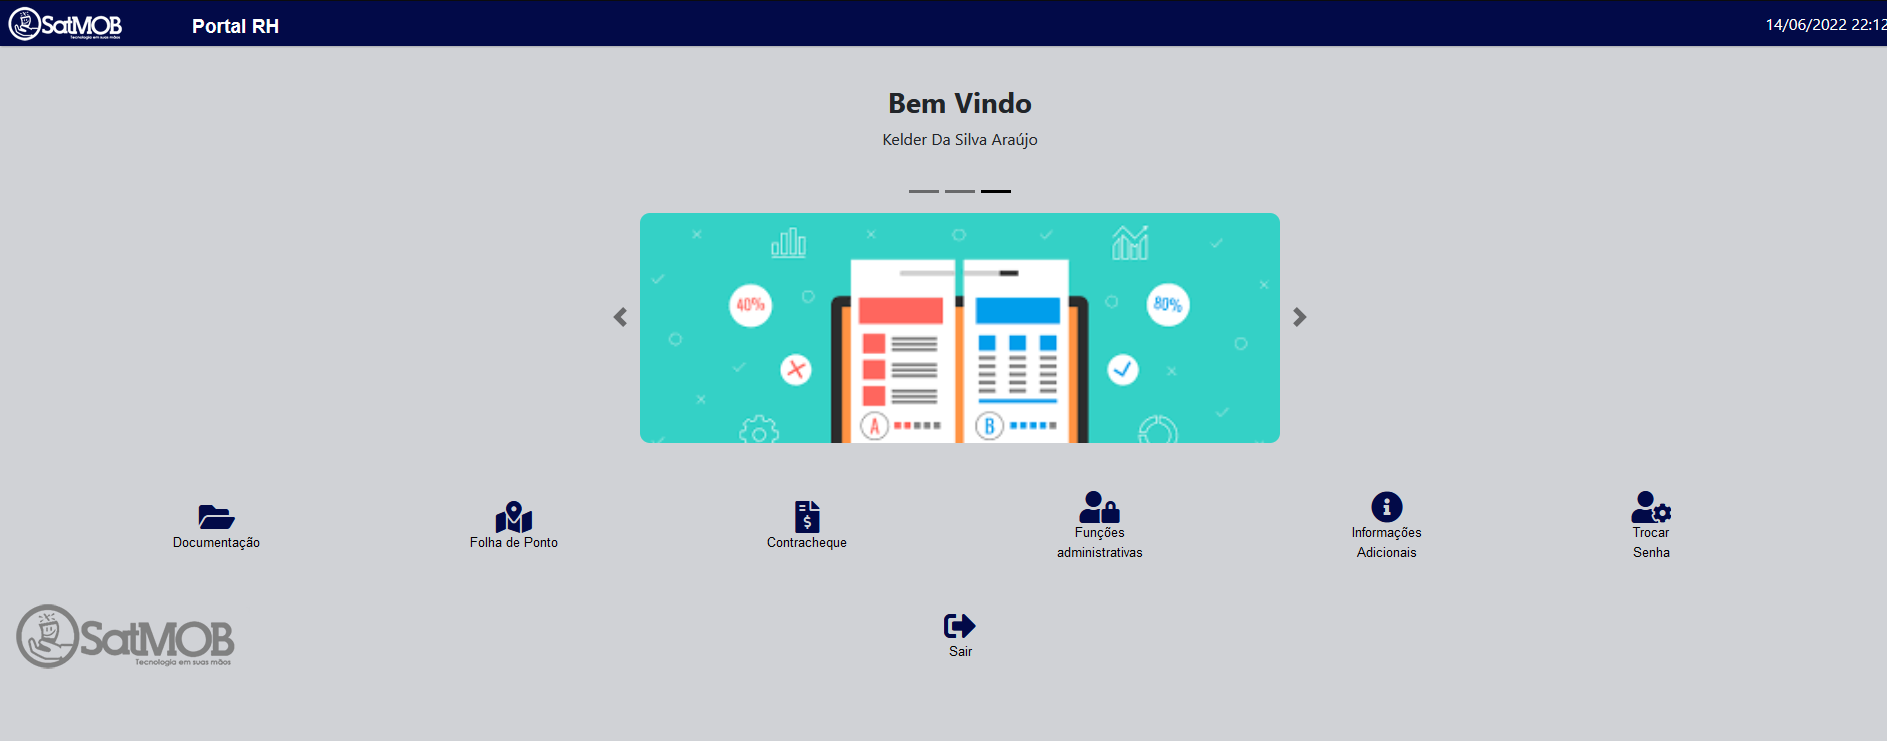 SatMOB
Tecnologia em suas mãos
Portal RH
14/06/2022 22:12
Bem Vindo
Kelder Da Silva Araújo
40%
80%
A
B
Documentação
Folha de Ponto
Contracheque
Funções
administrativas
Informações
Adicionais
Trocar
Senha
SatMOB
Tecnologia em suas mãos
Sair